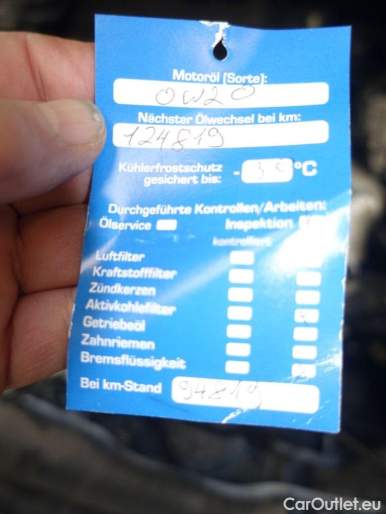 Motoröl (Sorte):
0W20
Nächster Ölwechsel bei km:
124819
Kühlerfrostschutz
gesichert bis: - °C
Durchgeführte Kontrollen/Arbeiten:
Ölservice Inspektion
kontrolliert
Luftfilter
Kraftstofffilter
Zündkerzen
Aktivkohlefilter
Getriebeöl
Zahnriemen
Bremsflüssigkeit
Bei km-Stand 94819
CarOutlet.eu